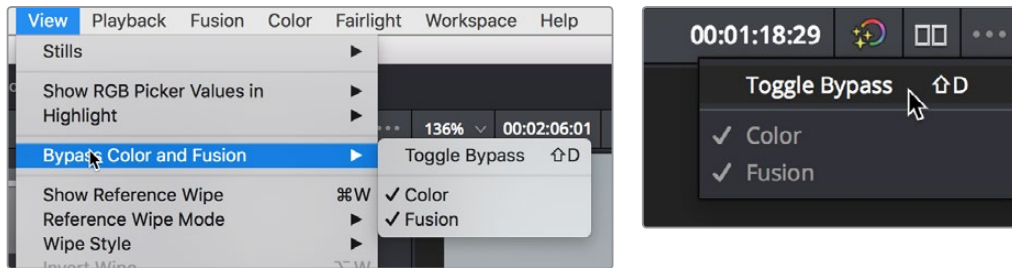 View Playback Fusion Color Fairlight Workspace Help
Stills ▶
Show RGB Picker Values in ▶
Highlight ▶
136% 00:02:06:01
Bypass Color and Fusion ▶
Toggle Bypass ⇧D
✓ Color
✓ Fusion
Show Reference Wipe ⌘W
Reference Wipe Mode ▶
Wipe Style ▶
Invert Wipe ⌥W
00:01:18:29
Toggle Bypass ⇧D
✓ Color
✓ Fusion